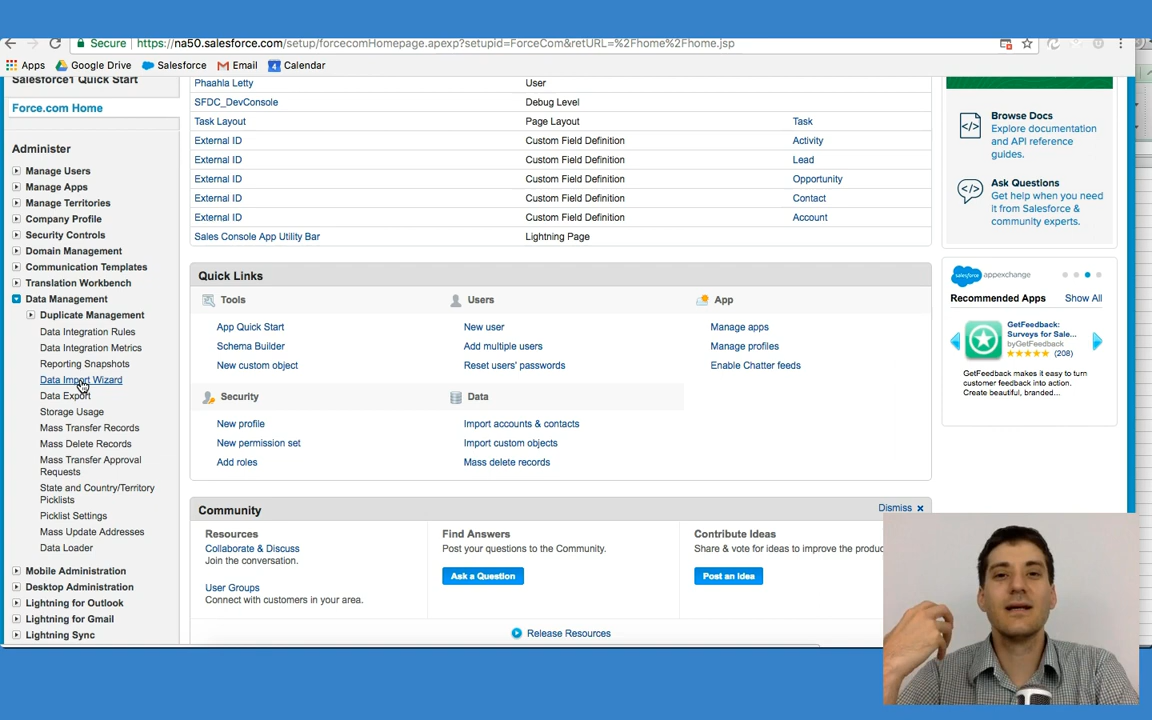 Secure
https://na50.salesforce.com/setup/forcecomHomepage.apexp?setupid=ForceCom&retURL=%2Fhome%2Fhome.jsp
Apps Google Drive Salesforce Email 4 Calendar
Salesforce1 Quick Start
Force.com Home
Administer
Manage Users
Manage Apps
Manage Territories
Company Profile
Security Controls
Domain Management
Communication Templates
Translation Workbench
Data Management
Duplicate Management
Data Integration Rules
Data Integration Metrics
Reporting Snapshots
Data Import Wizard
Data Export
Storage Usage
Mass Transfer Records
Mass Delete Records
Mass Transfer Approval
Requests
State and Country/Territory
Picklists
Picklist Settings
Mass Update Addresses
Data Loader
Mobile Administration
Desktop Administration
Lightning for Outlook
Lightning for Gmail
Lightning Sync
Phaahla Letty User
SFDC_DevConsole Debug Level
Task Layout Page Layout Task
External ID Custom Field Definition Activity
External ID Custom Field Definition Lead
External ID Custom Field Definition Opportunity
External ID Custom Field Definition Contact
External ID Custom Field Definition Account
Sales Console App Utility Bar Lightning Page
Quick Links
Tools
App Quick Start
Schema Builder
New custom object
Users
New user
Add multiple users
Reset users' passwords
App
Manage apps
Manage profiles
Enable Chatter feeds
Security
New profile
New permission set
Add roles
Data
Import accounts & contacts
Import custom objects
Mass delete records
Community
Dismiss
Resources
Collaborate & Discuss
Join the conversation.
User Groups
Connect with customers in your area.
Find Answers
Post your questions to the Community.
Ask a Question
Contribute Ideas
Share & vote for ideas to improve the produc
Post an Idea
Release Resources
Browse Docs
Explore documentation
and API reference
guides.
Ask Questions
Get help when you need
it from Salesforce &
community experts.
salesforce appexchange
Recommended Apps Show All
GetFeedback:
Surveys for Sale...
byGetFeedback
(208)
GetFeedback makes it easy to turn
customer feedback into action.
Create beautiful, branded...